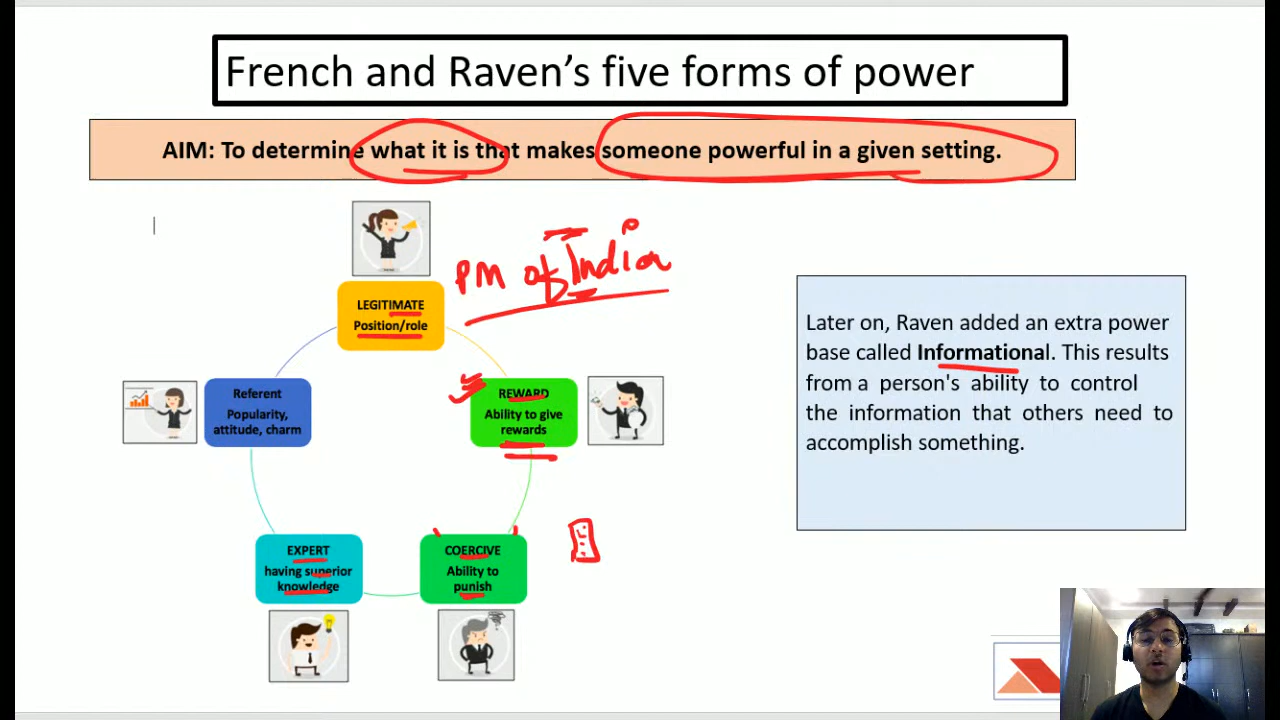 French and Raven’s five forms of power
AIM: To determine what it is that makes someone powerful in a given setting.
PM of India
LEGITIMATE
Position/role
Referent
Popularity,
attitude, charm
REWARD
Ability to give
rewards
EXPERT
having superior
knowledge
COERCIVE
Ability to
punish
Later on, Raven added an extra power
base called Informational. This results
from a person's ability to control
the information that others need to
accomplish something.